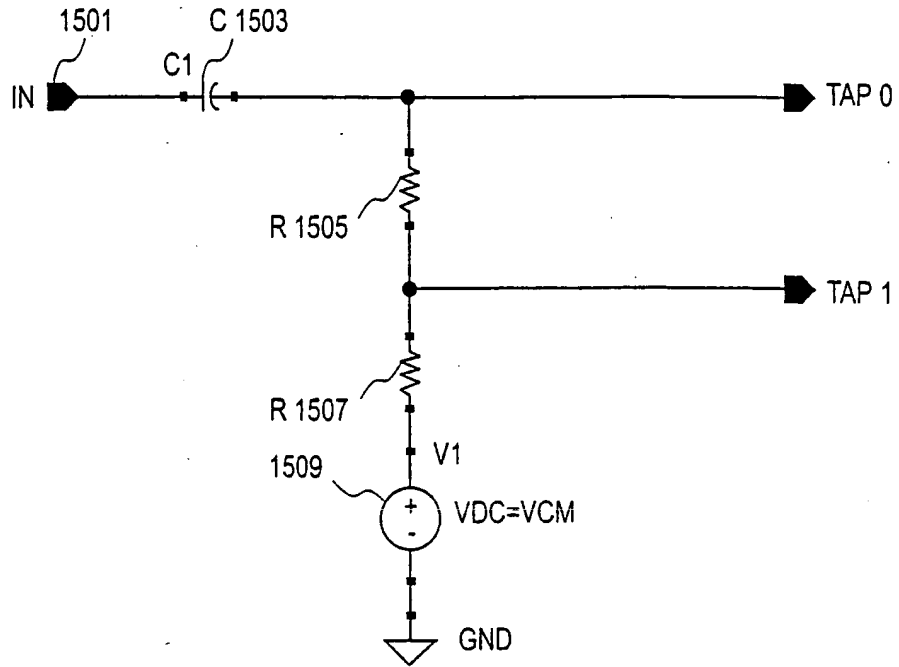 1501
C 1503
C1
IN
TAP 0
R 1505
TAP 1
R 1507
V1
1509
+
VDC=VCM
-
GND